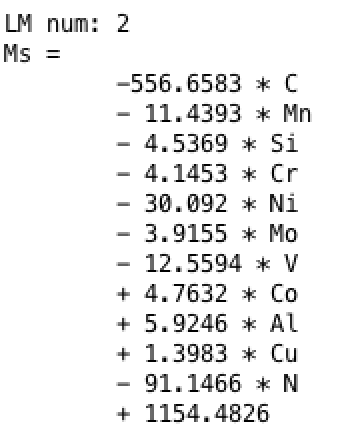 LM num: 2
Ms =
-556.6583 * C
- 11.4393 * Mn
- 4.5369 * Si
- 4.1453 * Cr
- 30.092 * Ni
- 3.9155 * Mo
- 12.5594 * V
+ 4.7632 * Co
+ 5.9246 * Al
+ 1.3983 * Cu
- 91.1466 * N
+ 1154.4826